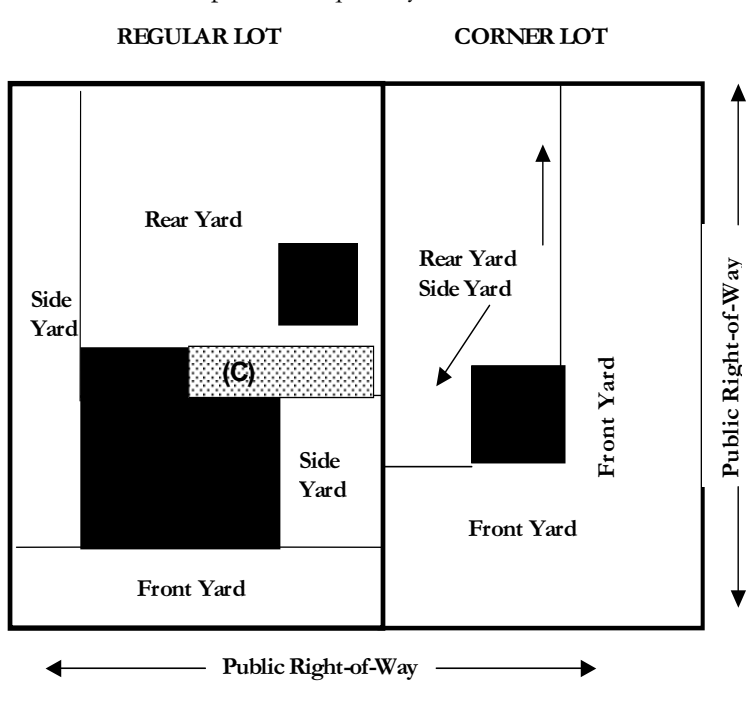 REGULAR LOT
CORNER LOT
Rear Yard
Side
Yard
(C)
Side
Yard
Front Yard
Rear Yard
Side Yard
Front Yard
Front Yard
Public Right-of-Way
Public Right-of-Way